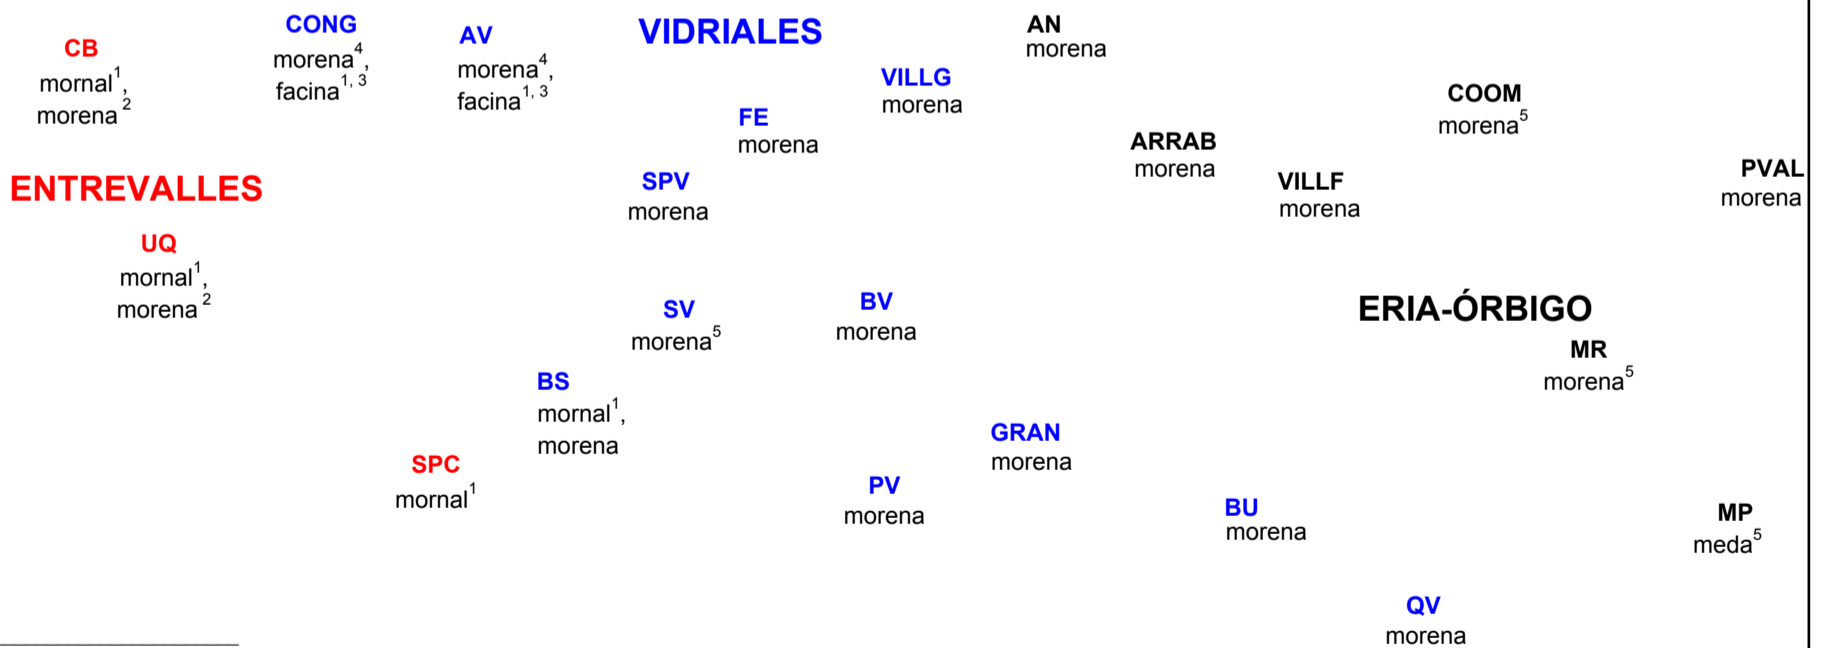 CB
mornal¹,
morena²
CONG
morena⁴,
facina¹,³
AV
morena⁴,
facina¹,³
VIDRIALES
AN
morena
VILLG
morena
FE
morena
COOM
morena⁵
ARRAB
morena
PVAL
morena
VILLF
morena
SPV
morena
ENTREVALLES
UQ
mornal¹,
morena²
SV
morena⁵
BV
morena
ERIA-ÓRBIGO
MR
morena⁵
BS
mornal¹,
morena
GRAN
morena
SPC
mornal¹
PV
morena
BU
morena
MP
meda⁵
QV
morena